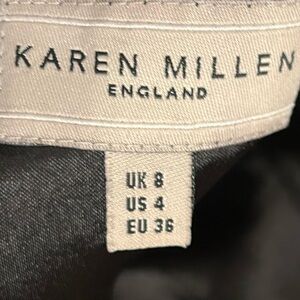 KAREN MILLEN
ENGLAND
UK 8
US 4
EU 36